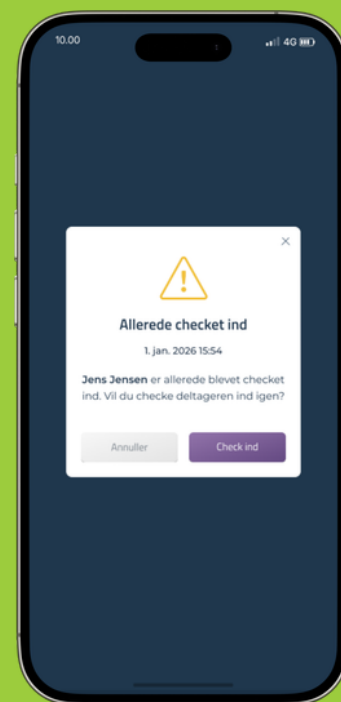 10.00 4G
Allerede checket ind
1. jan. 2026 15:54
Jens Jensen er allerede blevet checket
ind. Vil du checke deltageren ind igen?
Annuller Check ind